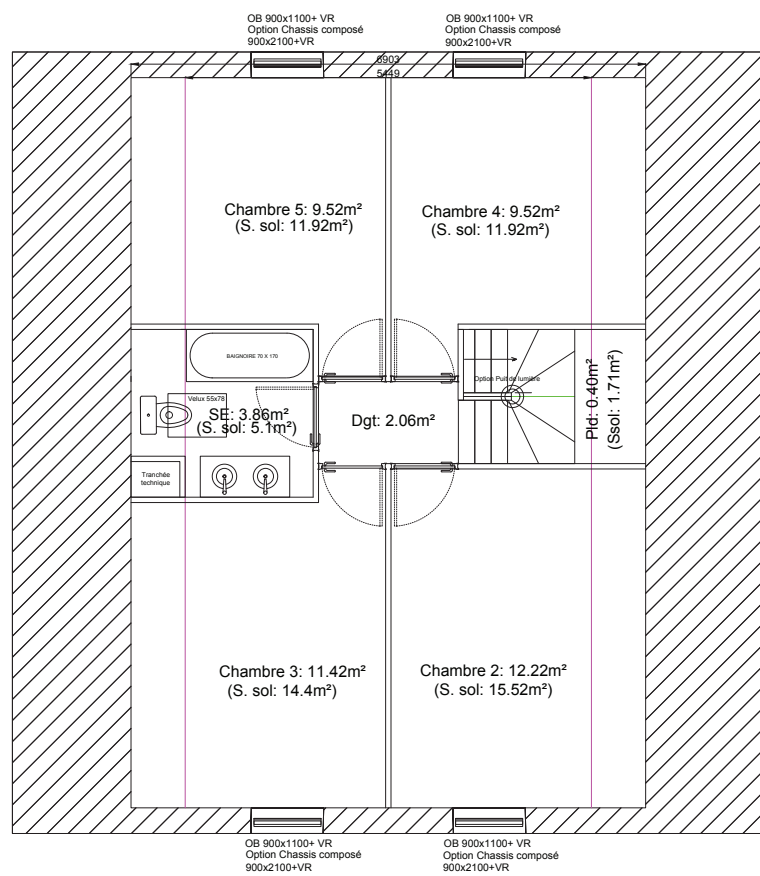 OB 900x1100+ VR
Option Chassis composé
900x2100+VR
OB 900x1100+ VR
Option Chassis composé
900x2100+VR
6903
5449
Chambre 5: 9.52m²
(S. sol: 11.92m²)
Chambre 4: 9.52m²
(S. sol: 11.92m²)
BAIGNOIRE 70 X 170
Option Puit de lumière
Velux 55x78
SE: 3.86m²
(S. sol: 5.1m²)
Dgt: 2.06m²
Pld: 0.40m²
(Ssol: 1.71m²)
Tranchée
technique
Chambre 3: 11.42m²
(S. sol: 14.4m²)
Chambre 2: 12.22m²
(S. sol: 15.52m²)
OB 900x1100+ VR
Option Chassis composé
900x2100+VR
OB 900x1100+ VR
Option Chassis composé
900x2100+VR